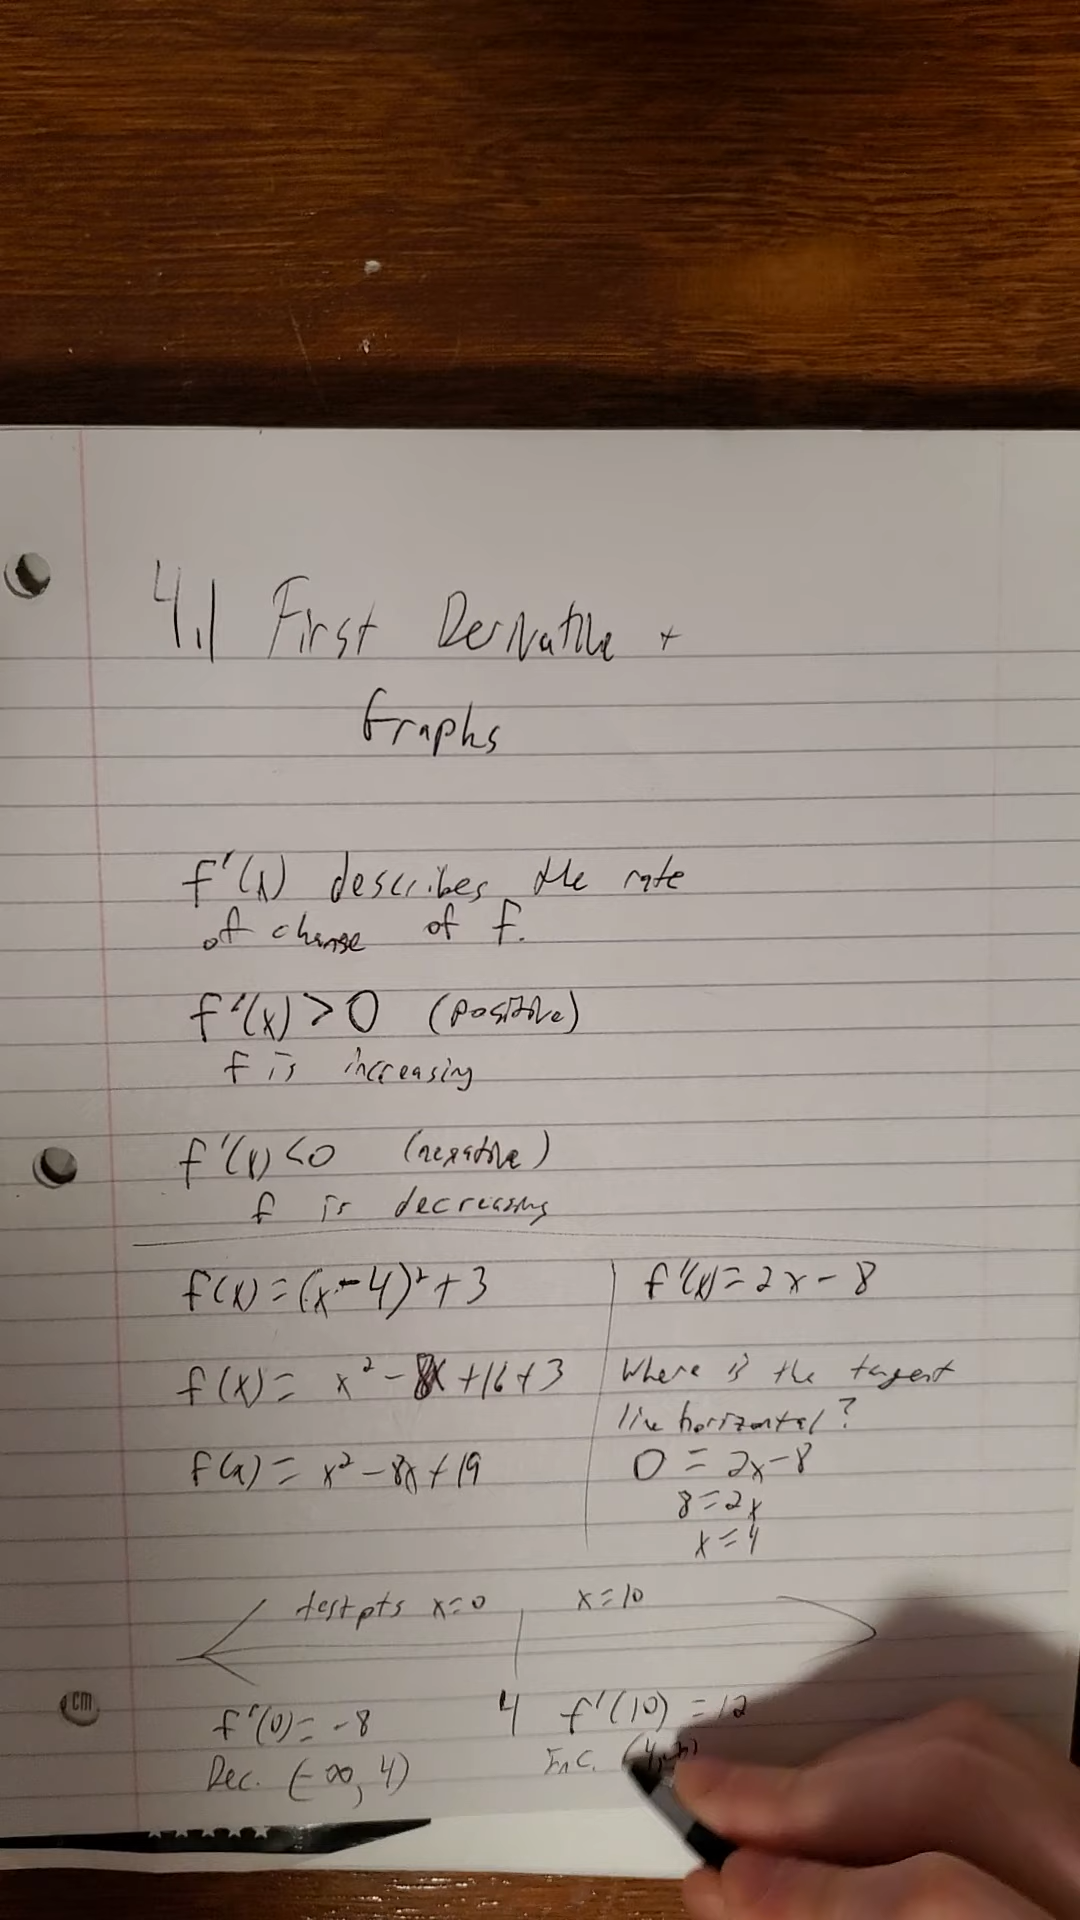 4.1 First Derivative +
Graphs
f'(x) describes the rate
of change of f.
f'(x) > 0 (positive)
f is increasing
f'(x) < 0 (negative)
f is decreasing
f(x) = (x-4)² + 3
f(x) = x² - 8x + 16 + 3
f(x) = x² - 8x + 19
f'(x) = 2x - 8
Where is the tangent
line horizontal?
0 = 2x - 8
8 = 2x
x = 4
test pts x = 0 x = 10
4
f'(0) = -8
Dec. (-∞, 4)
f'(10) = 12
Inc. (4,
cm